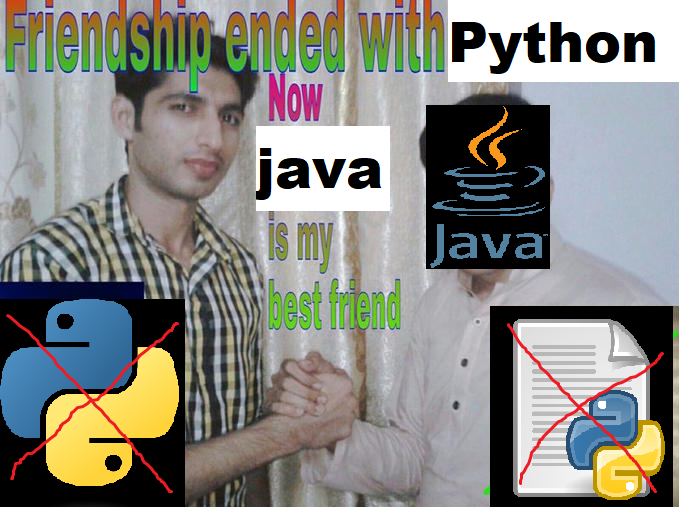 Friendship ended with Python
Now
java
is my
best friend
Java